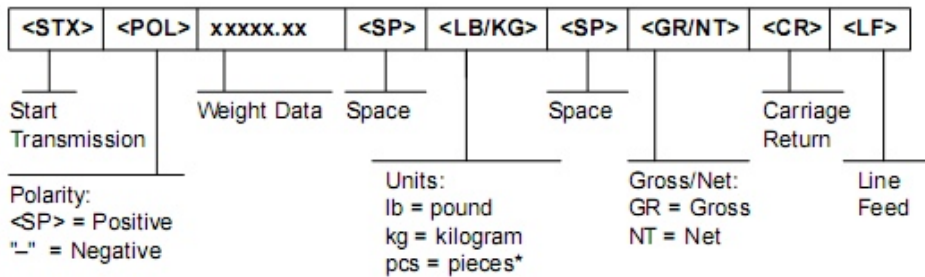 <STX> <POL> xxxxx.xx <SP> <LB/KG> <SP> <GR/NT> <CR> <LF>
Start
Transmission
Weight Data
Space
Space
Carriage
Return
Polarity:
<SP> = Positive
"–" = Negative
Units:
lb = pound
kg = kilogram
pcs = pieces*
Gross/Net:
GR = Gross
NT = Net
Line
Feed